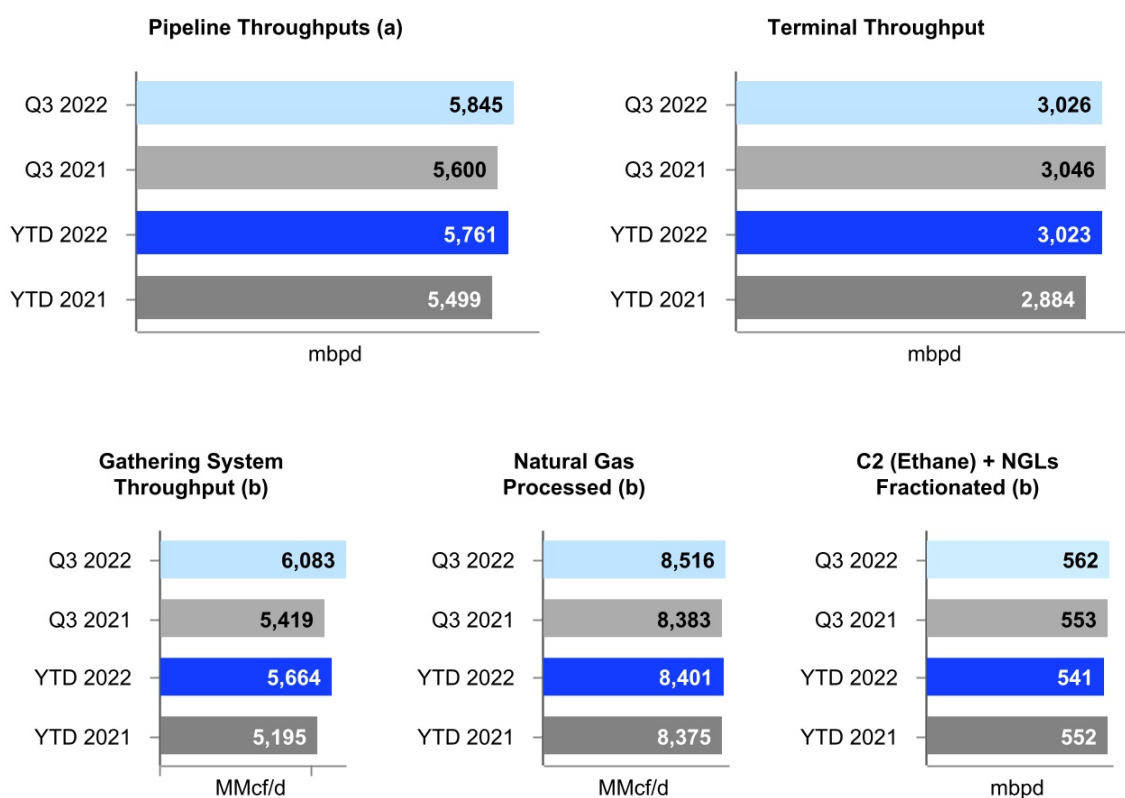 Pipeline Throughputs (a)
Q3 2022 5,845
Q3 2021 5,600
YTD 2022 5,761
YTD 2021 5,499
mbpd
Terminal Throughput
Q3 2022 3,026
Q3 2021 3,046
YTD 2022 3,023
YTD 2021 2,884
mbpd
Gathering System
Throughput (b)
Q3 2022 6,083
Q3 2021 5,419
YTD 2022 5,664
YTD 2021 5,195
MMcf/d
Natural Gas
Processed (b)
Q3 2022 8,516
Q3 2021 8,383
YTD 2022 8,401
YTD 2021 8,375
MMcf/d
C2 (Ethane) + NGLs
Fractionated (b)
Q3 2022 562
Q3 2021 553
YTD 2022 541
YTD 2021 552
mbpd